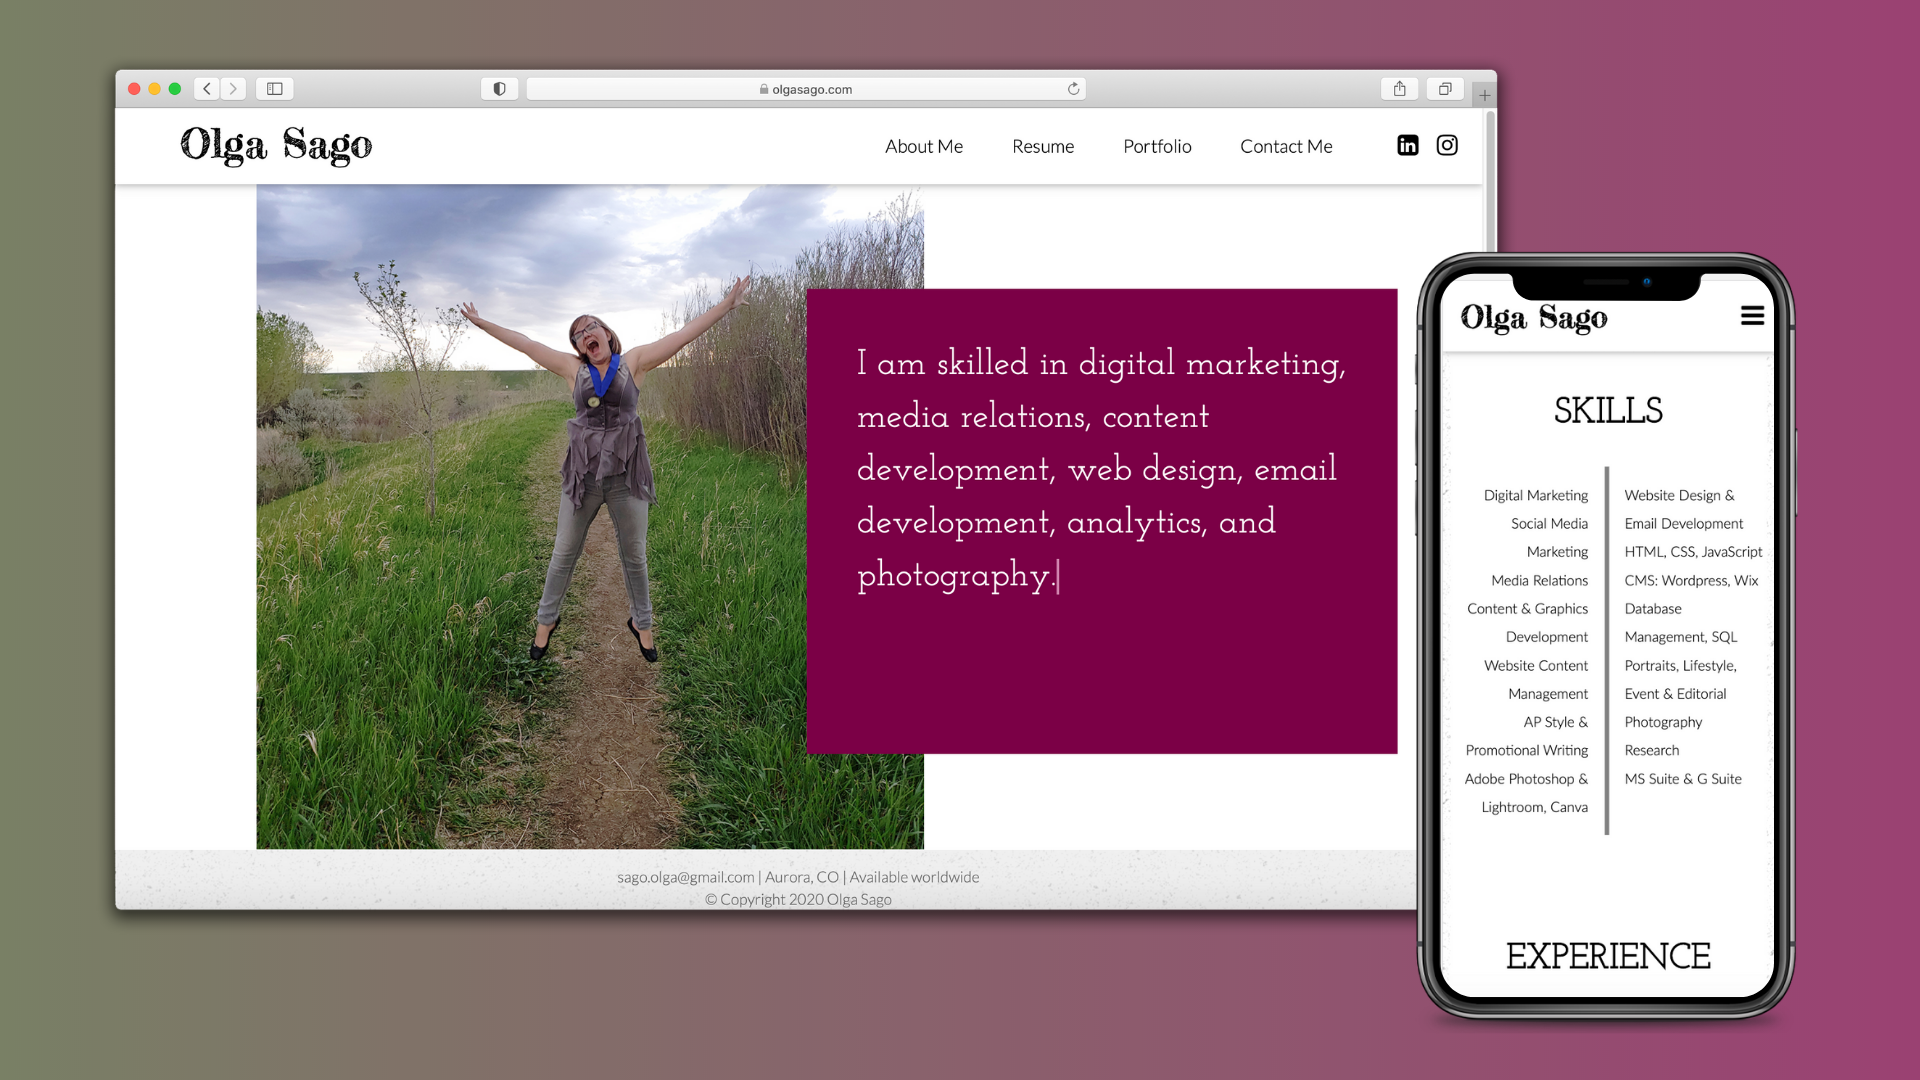 olgasago.com
Olga Sago
About Me
Resume
Portfolio
Contact Me
in
I am skilled in digital marketing,
media relations, content
development, web design, email
development, analytics, and
photography.
sago.olga@gmail.com | Aurora, CO | Available worldwide
© Copyright 2020 Olga Sago
Olga Sago
SKILLS
Digital Marketing
Social Media
Marketing
Media Relations
Content & Graphics
Development
Website Content
Management
AP Style &
Promotional Writing
Adobe Photoshop &
Lightroom, Canva
Website Design &
Email Development
HTML, CSS, JavaScript
CMS: Wordpress, Wix
Database
Management, SQL
Portraits, Lifestyle,
Event & Editorial
Photography
Research
MS Suite & G Suite
EXPERIENCE